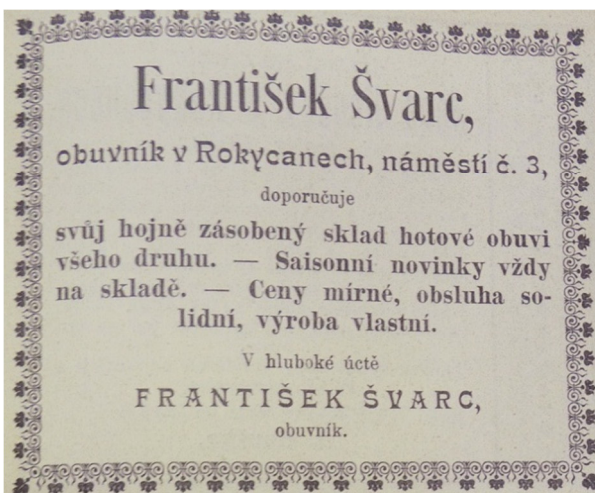 František Švarc,
obuvník v Rokycanech, náměstí č. 3,
doporučuje
svůj hojně zásobený sklad hotové obuvi
všeho druhu. — Saisonní novinky vždy
na skladě. — Ceny mírné, obsluha so-
lidní, výroba vlastní.
V hluboké úctě
FRANTIŠEK ŠVARC,
obuvník.